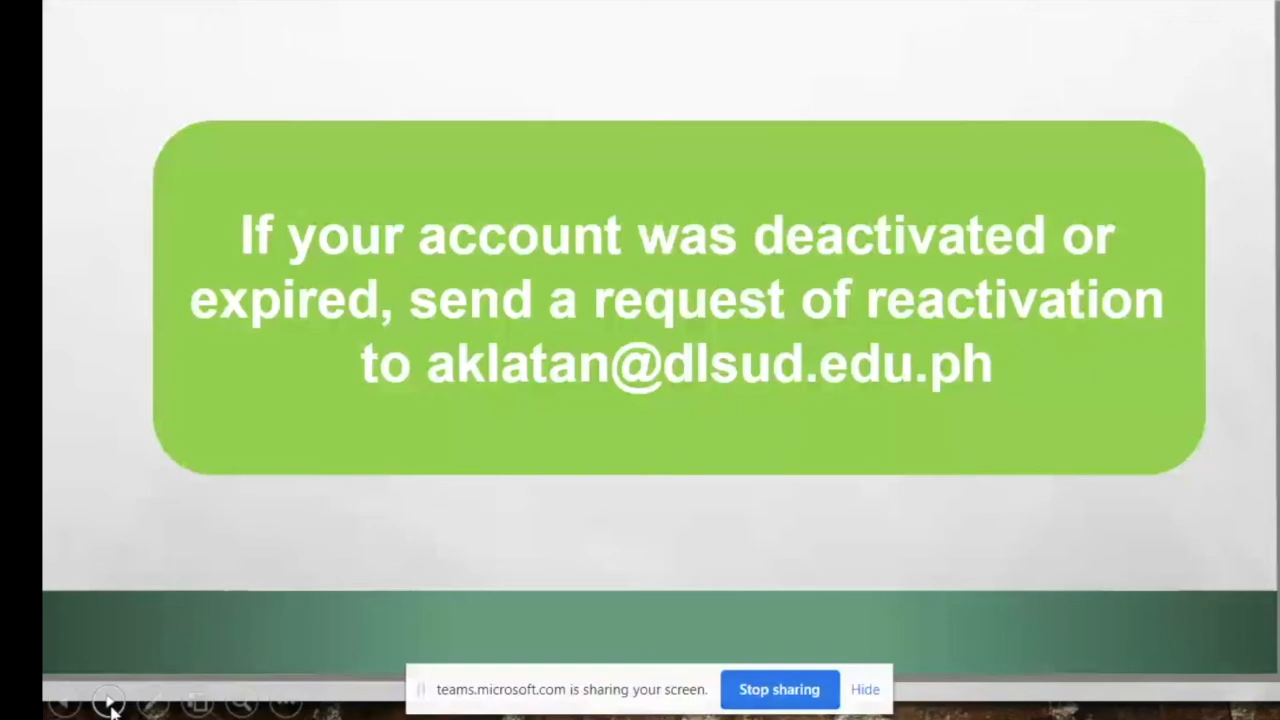 If your account was deactivated or
expired, send a request of reactivation
to aklatan@dlsud.edu.ph
teams.microsoft.com is sharing your screen.
Stop sharing
Hide